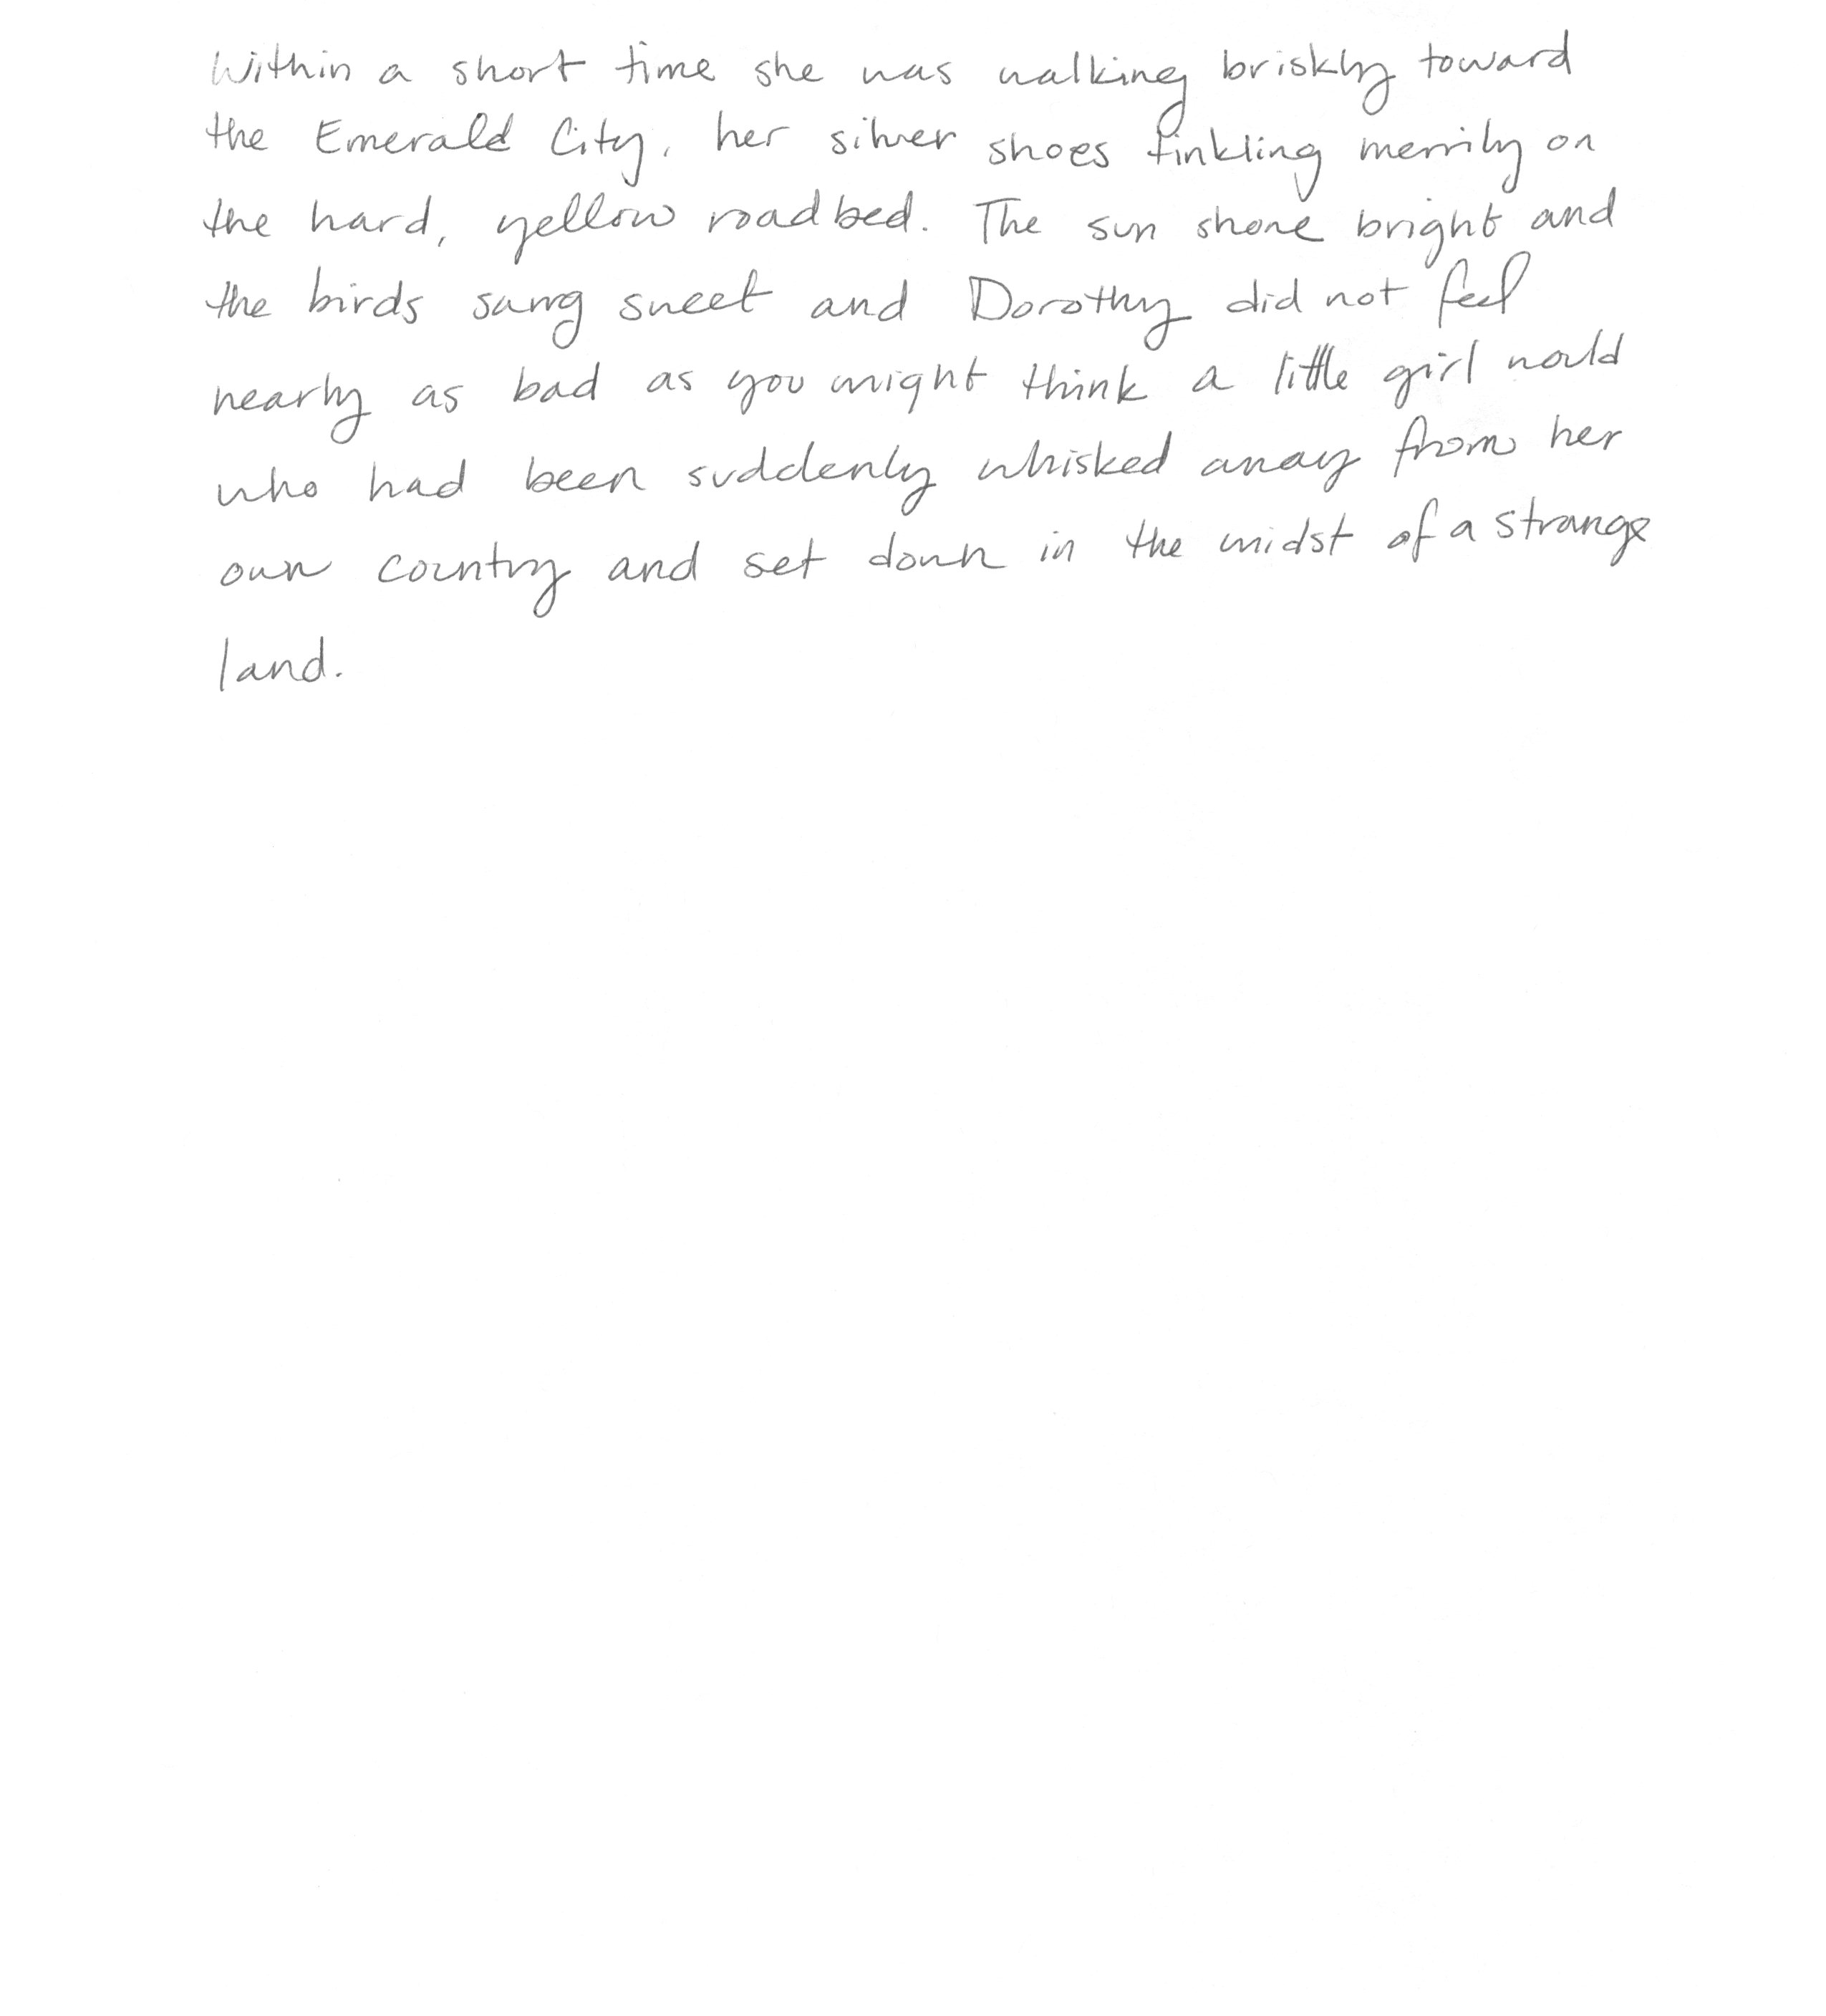 Within a short time she was walking briskly toward
the Emerald City, her silver shoes tinkling merrily on
the hard, yellow roadbed. The sun shone bright and
the birds sang sweet and Dorothy did not feel
nearly as bad as you might think a little girl would
who had been suddenly whisked away from her
own country and set down in the midst of a strange
land.